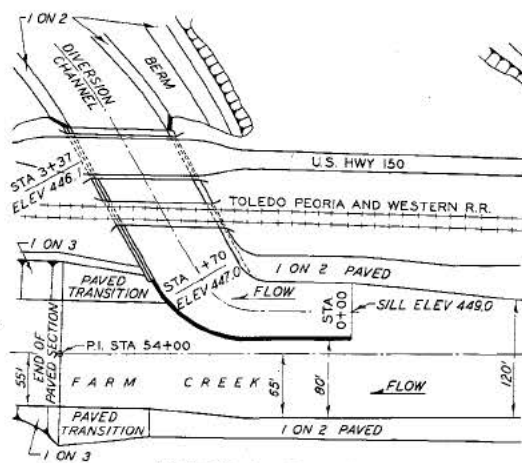 1 ON 2
DIVERSION
CHANNEL
BERM
U.S. HWY 150
STA 3+37
ELEV 446.1
TOLEDO PEORIA AND WESTERN R.R.
1 ON 3
PAVED
TRANSITION
STA 1+70
ELEV 447.0
1 ON 2 PAVED
FLOW
STA
0+00
SILL ELEV 449.0
END OF
PAVED SECTION
P.I. STA 54+00
55'
FARM CREEK
65'
80'
120'
FLOW
PAVED
TRANSITION
1 ON 2 PAVED
1 ON 3